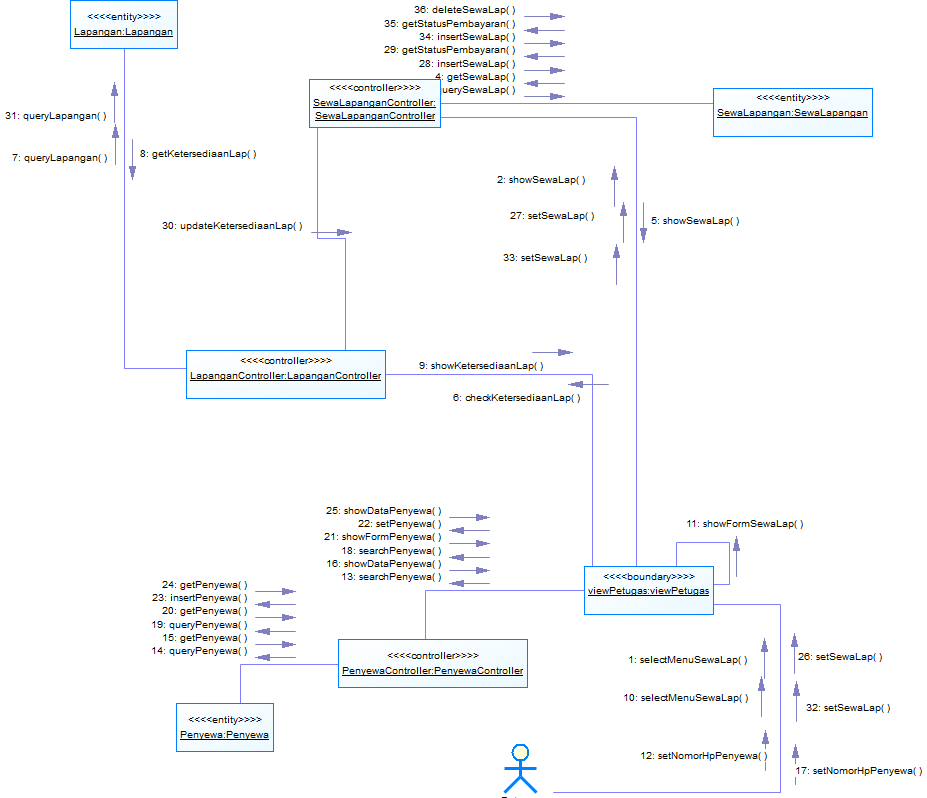 36: deleteSewaLap( )
<<<<entity>>>>
Lapangan:Lapangan
35: getStatusPembayaran( )
34: insertSewaLap( )
29: getStatusPembayaran( )
28: insertSewaLap( )
4: getSewaLap( )
querySewaLap( )
<<<<controller>>>>
SewaLapanganController:
SewaLapanganController
<<<<entity>>>>
SewaLapangan:SewaLapangan
31: queryLapangan( )
7: queryLapangan( )
8: getKetersediaanLap( )
2: showSewaLap( )
27: setSewaLap( )
5: showSewaLap( )
30: updateKetersediaanLap( )
33: setSewaLap( )
<<<<controller>>>>
LapanganController:LapanganController
9: showKetersediaanLap( )
6: checkKetersediaanLap( )
25: showDataPenyewa( )
22: setPenyewa( )
21: showFormPenyewa( )
18: searchPenyewa( )
16: showDataPenyewa( )
13: searchPenyewa( )
11: showFormSewaLap( )
<<<<boundary>>>>
viewPetugas:viewPetugas
24: getPenyewa( )
23: insertPenyewa( )
20: getPenyewa( )
19: queryPenyewa( )
15: getPenyewa( )
14: queryPenyewa( )
<<<<controller>>>>
PenyewaController:PenyewaController
1: selectMenuSewaLap( )
26: setSewaLap( )
10: selectMenuSewaLap( )
32: setSewaLap( )
<<<<entity>>>>
Penyewa:Penyewa
12: setNomorHpPenyewa( )
17: setNomorHpPenyewa( )